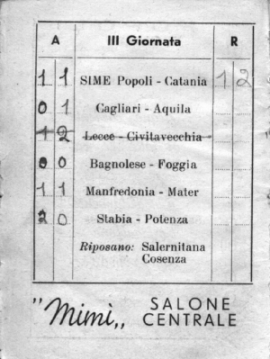 A III Giornata R
1 1 SIME Popoli - Catania 1 2
0 1 Cagliari - Aquila
1 2 Lecce - Civitavecchia
0 0 Bagnolese - Foggia
1 1 Manfredonia - Mater
2 0 Stabia - Potenza
Riposano: Salernitana
Cosenza
"Mimì„ SALONE
CENTRALE